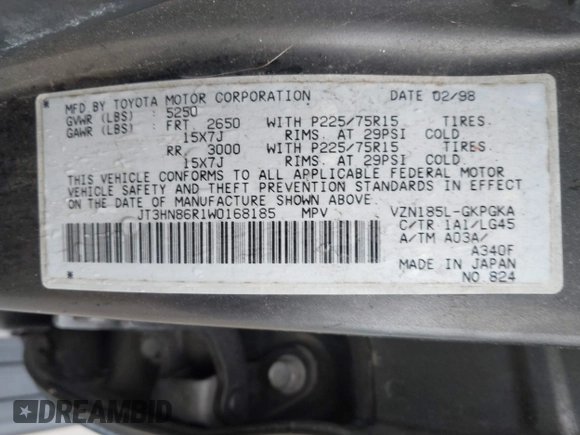 MFD BY TOYOTA MOTOR CORPORATION DATE 02/98
GVWR (LBS) : 5250
GAWR (LBS) : FRT 2650 WITH P225/75R15 TIRES
15X7J RIMS. AT 29PSI COLD
RR 3000 WITH P225/75R15 TIRES
15X7J RIMS. AT 29PSI COLD
THIS VEHICLE CONFORMS TO ALL APPLICABLE FEDERAL MOTOR
VEHICLE SAFETY AND THEFT PREVENTION STANDARDS IN EFFECT
ON THE DATE OF MANUFACTURE SHOWN ABOVE.
JT3HN86R1W0168185 MPV VZN185L-GKPGKA
C/TR 1A1/LG45
A/TM A03A/
A340F
MADE IN JAPAN
NO 824
DREAMBID